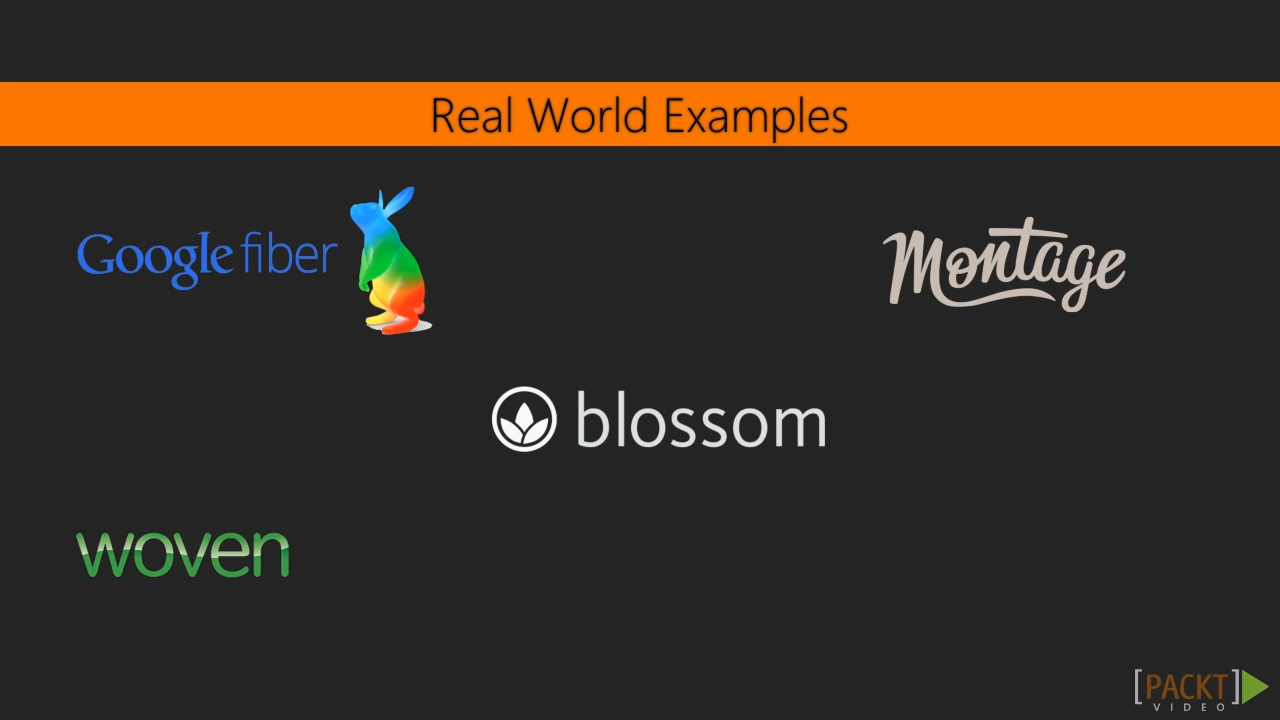 Real World Examples
Google fiber
Montage
blossom
woven
[PACKT]
VIDEO